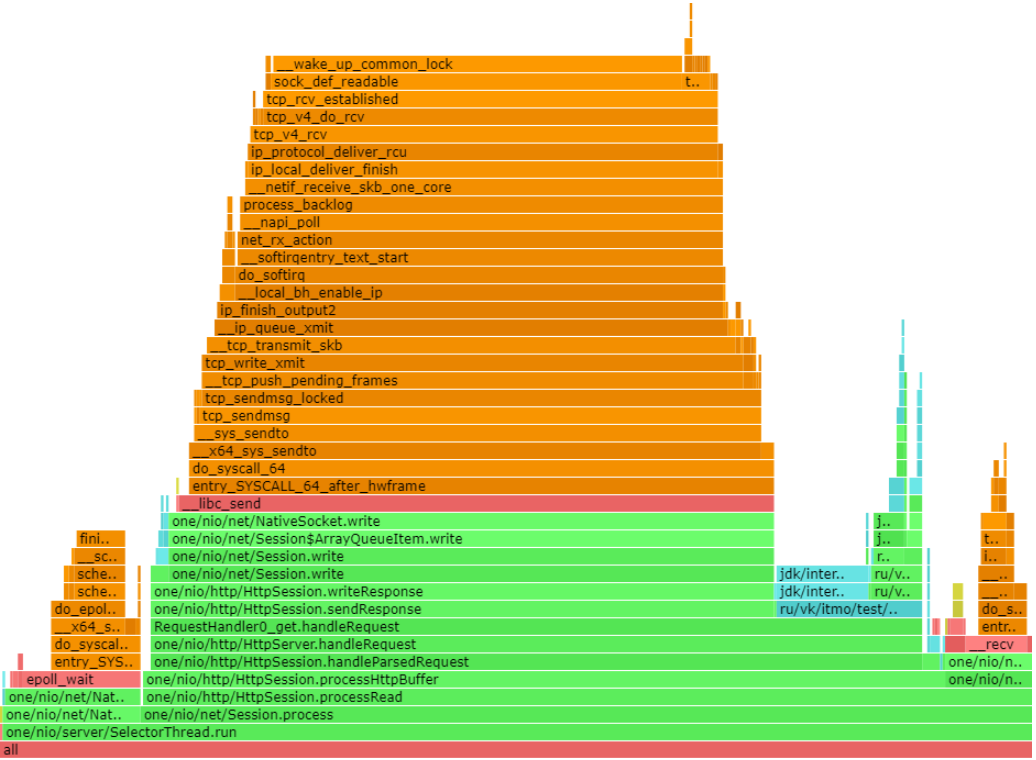 __wake_up_common_lock
sock_def_readable t..
tcp_rcv_established
tcp_v4_do_rcv
tcp_v4_rcv
ip_protocol_deliver_rcu
ip_local_deliver_finish
__netif_receive_skb_one_core
process_backlog
__napi_poll
net_rx_action
__softirqentry_text_start
do_softirq
__local_bh_enable_ip
ip_finish_output2
__ip_queue_xmit
__tcp_transmit_skb
tcp_write_xmit
__tcp_push_pending_frames
tcp_sendmsg_locked
tcp_sendmsg
__sys_sendto
__x64_sys_sendto
do_syscall_64
entry_SYSCALL_64_after_hwframe
__libc_send
one/nio/net/NativeSocket.write j..
fini.. one/nio/net/Session$ArrayQueueItem.write j.. t..
__sc.. one/nio/net/Session.write r.. i..
sche.. one/nio/net/Session.write jdk/inter.. ru/v.. __..
sche.. one/nio/http/HttpSession.writeResponse jdk/inter.. ru/v.. __..
do_epol.. one/nio/http/HttpSession.sendResponse ru/vk/itmo/test/.. do_s..
__x64_s.. RequestHandler0_get.handleRequest entr..
do_syscal.. one/nio/http/HttpServer.handleRequest __recv
entry_SYS.. one/nio/http/HttpSession.handleParsedRequest one/nio/n..
epoll_wait one/nio/http/HttpSession.processHttpBuffer one/nio/n..
one/nio/net/Nat.. one/nio/http/HttpSession.processRead
one/nio/net/Nat.. one/nio/net/Session.process
one/nio/server/SelectorThread.run
all